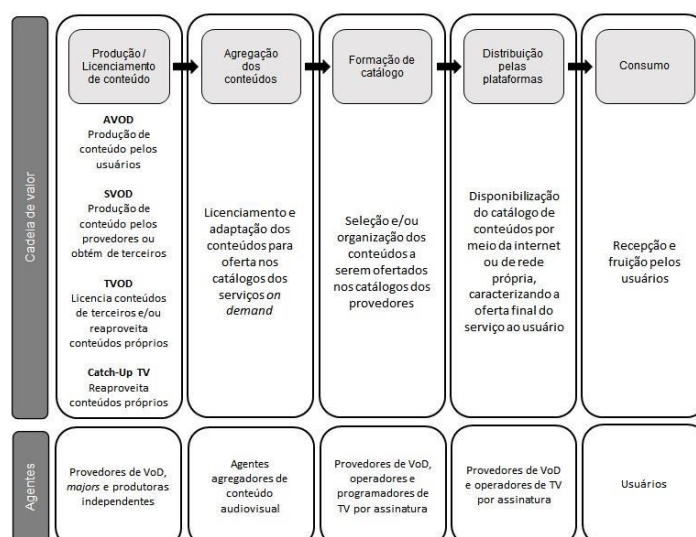 Cadeia de valor
Produção /
Licenciamento
de conteúdo
AVOD
Produção de
conteúdo pelos
usuários
SVOD
Produção de
conteúdo pelos
provedores ou
obtém de terceiros
TVOD
Licencia conteúdos
de terceiros e/ou
reaproveita
conteúdos próprios
Catch-Up TV
Reaproveita
conteúdos próprios
Agregação
dos
conteúdos
Licenciamento e
adaptação dos
conteúdos para
oferta nos
catálogos dos
serviços on
demand
Formação de
catálogo
Seleção e/ou
organização dos
conteúdos a
serem ofertados
nos catálogos dos
provedores
Distribuição
pelas
plataformas
Disponibilização
do catálogo de
conteúdos por
meio da internet
ou de rede
própria,
caracterizando a
oferta final do
serviço ao usuário
Consumo
Recepção e
fruição pelos
usuários
Agentes
Provedores de VoD,
majors e produtoras
independentes
Agentes
agregadores
de conteúdo
audiovisual
Provedores de VoD,
operadores e
programadores de
TV por assinatura
Provedores de VoD
e operadores de TV
por assinatura
Usuários